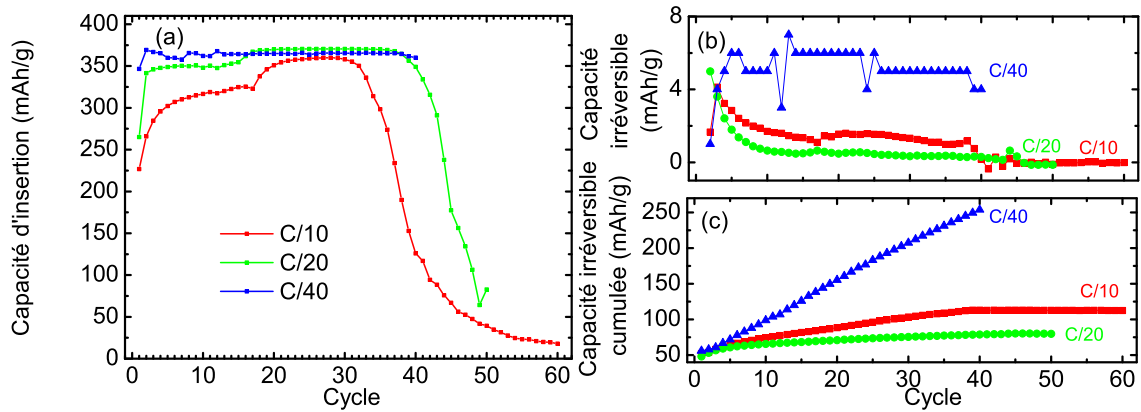 (a)
Capacité d'insertion (mAh/g)
400
350
300
250
200
150
100
50
0
C/10
C/20
C/40
0 10 20 30 40 50 60
Cycle
(b)
Capacité
irréversible
(mAh/g)
8
4
0
C/40
C/20
C/10
(c)
Capacité irréversible
cumulée (mAh/g)
250
200
150
100
50
C/40
C/10
C/20
0 10 20 30 40 50 60
Cycle